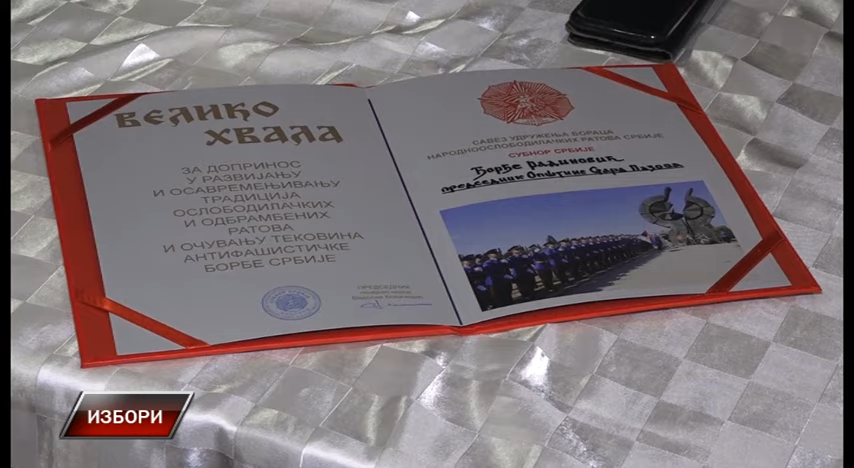 ВЕЛИКО
ХВАЛА
ЗА ДОПРИНОС
У РАЗВИЈАЊУ
И ОСАВРЕМЕЊИВАЊУ
ТРАДИЦИЈА
ОСЛОБОДИЛАЧКИХ
И ОДБРАМБЕНИХ
РАТОВА
И ОЧУВАЊУ ТЕКОВИНА
АНТИФАШИСТИЧКЕ
БОРБЕ СРБИЈЕ
ПРЕДСЕДНИК
САВЕЗ УДРУЖЕЊА БОРАЦА
НАРОДНООСЛОБОДИЛАЧКИХ РАТОВА СРБИЈЕ
СУБНОР СРБИЈЕ
Ђорђе Радиновић
председник Општине Стара Пазова
ИЗБОРИ